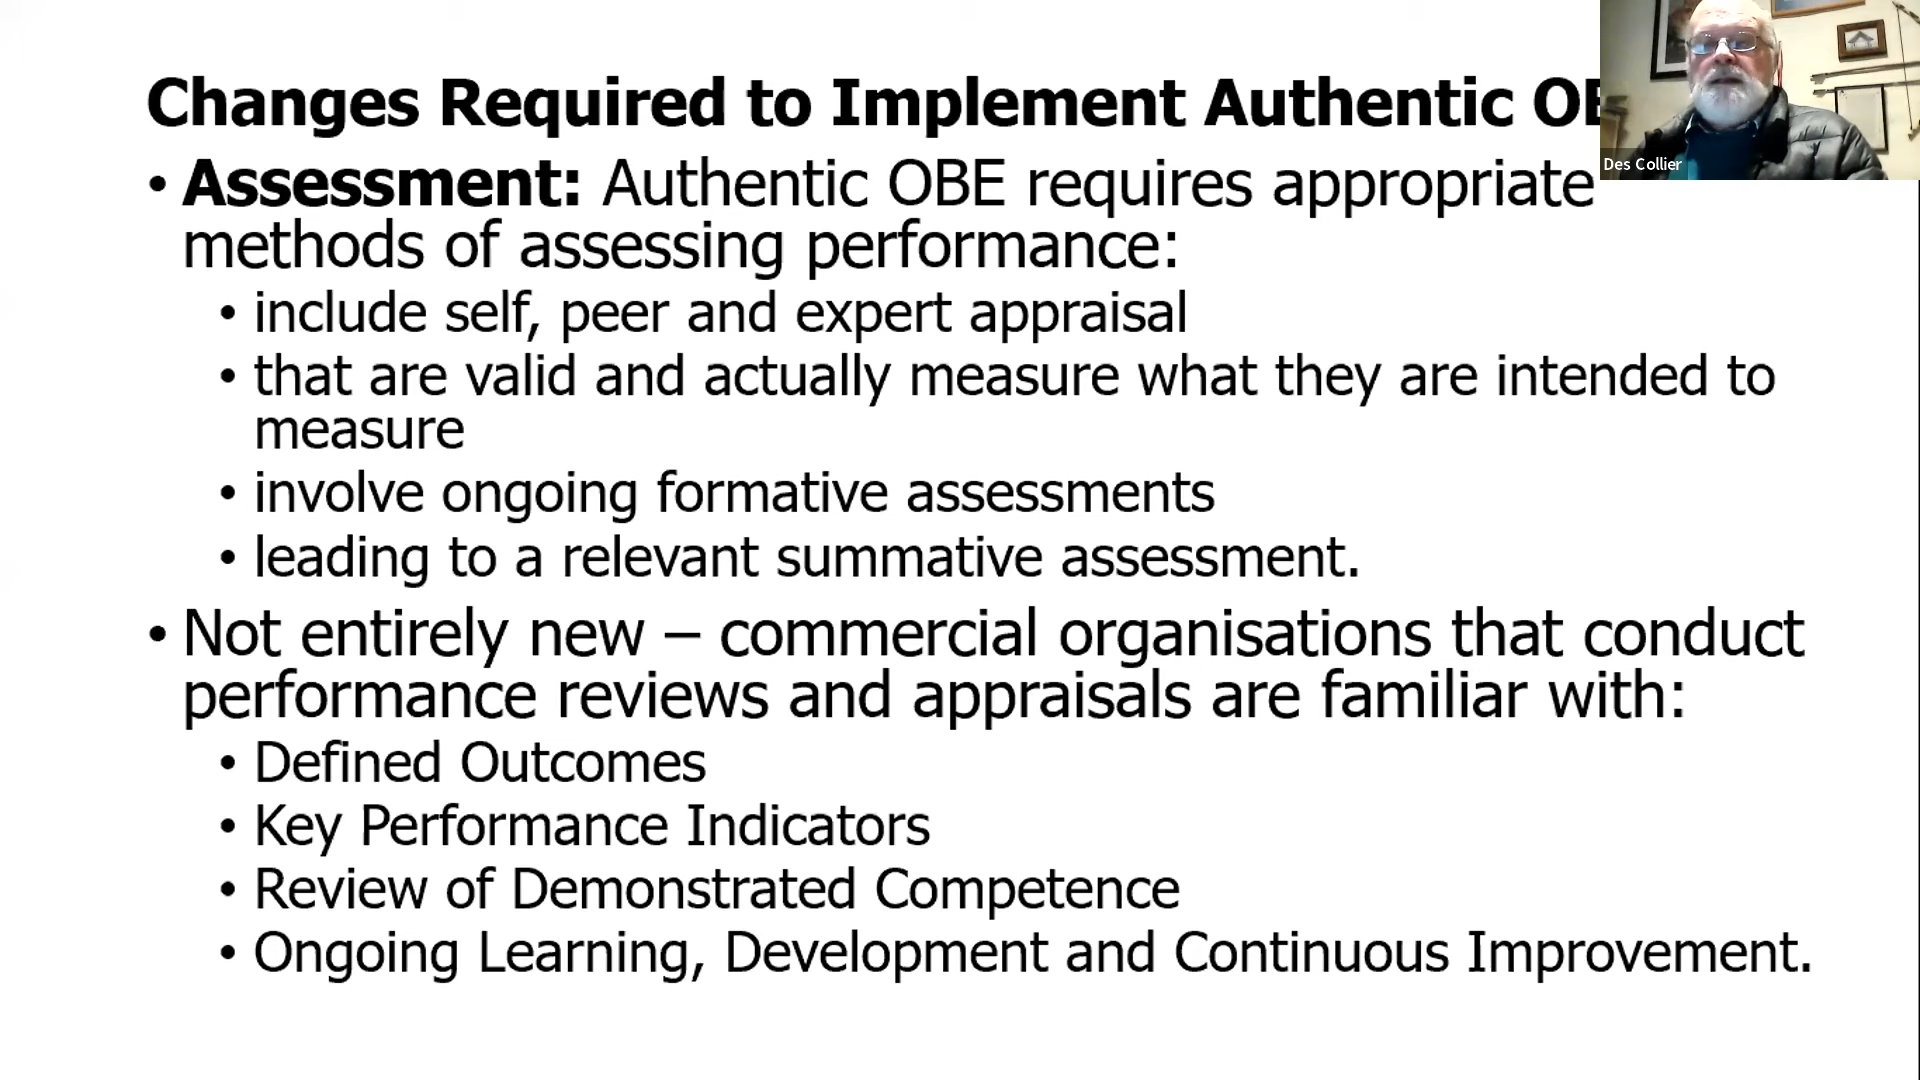 Changes Required to Implement Authentic
• Assessment: Authentic OBE requires appropriate
methods of assessing performance:
• include self, peer and expert appraisal
• that are valid and actually measure what they are intended to
measure
• involve ongoing formative assessments
• leading to a relevant summative assessment.
• Not entirely new – commercial organisations that conduct
performance reviews and appraisals are familiar with:
• Defined Outcomes
• Key Performance Indicators
• Review of Demonstrated Competence
• Ongoing Learning, Development and Continuous Improvement.
Des Collier